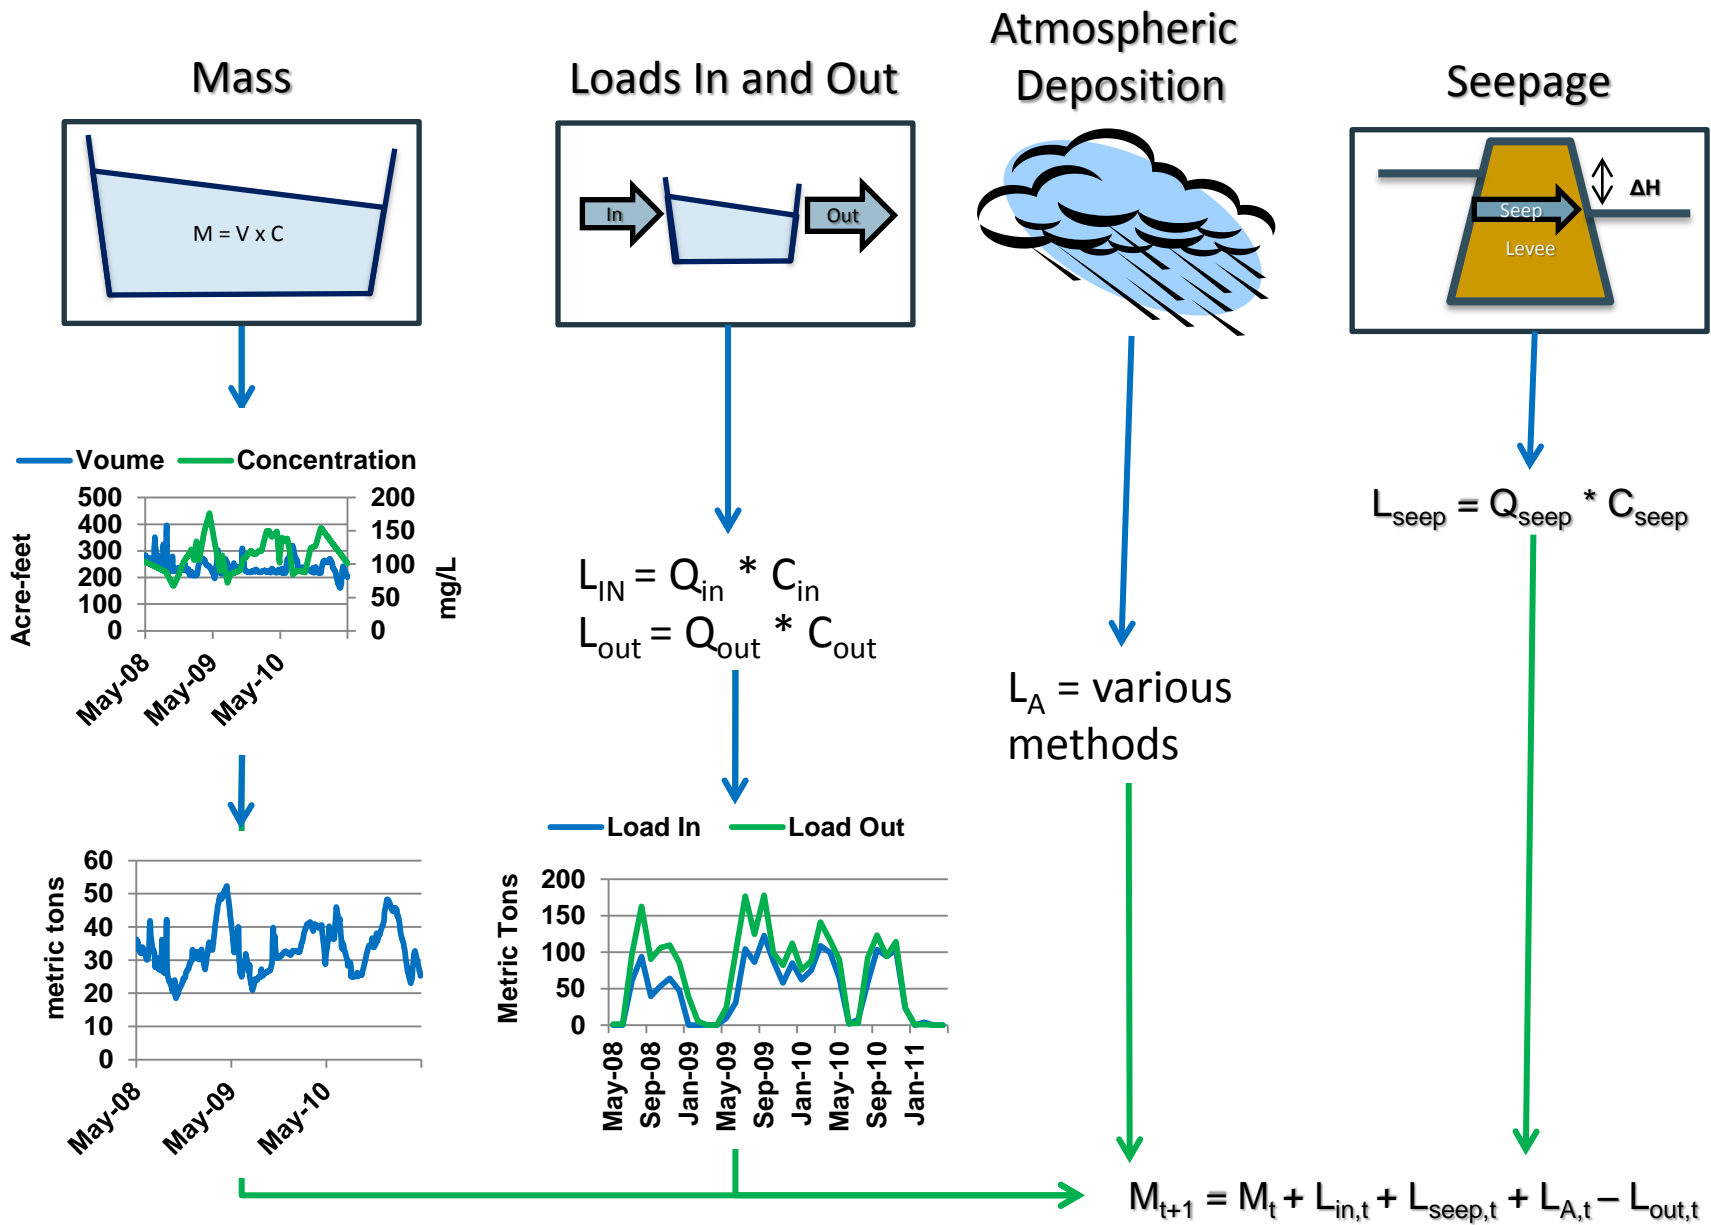 Mass
M = V x C
Voume
Concentration
500
400
300
200
100
0
Acre-feet
200
150
100
50
0
mg/L
May-08
May-09
May-10
60
50
40
30
20
10
0
metric tons
May-08
May-09
May-10
Loads In and Out
In
Out
L_IN = Q_in * C_in
L_out = Q_out * C_out
Load In
Load Out
200
150
100
50
0
Metric Tons
May-08
Sep-08
Jan-09
May-09
Sep-09
Jan-10
May-10
Sep-10
Jan-11
Atmospheric
Deposition
L_A = various
methods
Seepage
ΔH
Seep
Levee
L_seep = Q_seep * C_seep
M_t+1 = M_t + L_in,t + L_seep,t + L_A,t – L_out,t